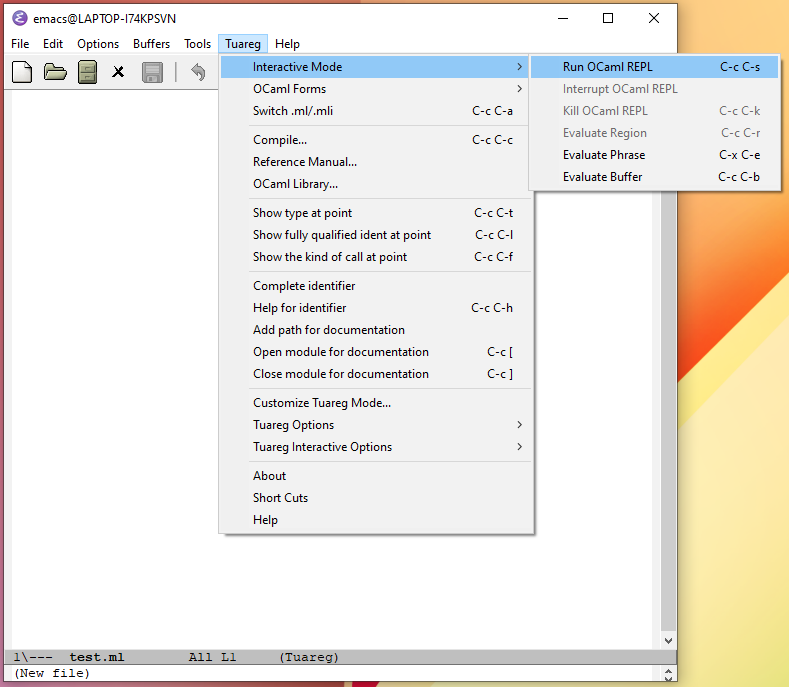 emacs@LAPTOP-I74KPSVN
File Edit Options Buffers Tools Tuareg Help
Interactive Mode
OCaml Forms
Switch .ml/.mli C-c C-a
Compile... C-c C-c
Reference Manual...
OCaml Library...
Show type at point C-c C-t
Show fully qualified ident at point C-c C-l
Show the kind of call at point C-c C-f
Complete identifier
Help for identifier C-c C-h
Add path for documentation
Open module for documentation C-c [
Close module for documentation C-c ]
Customize Tuareg Mode...
Tuareg Options
Tuareg Interactive Options
About
Short Cuts
Help
Run OCaml REPL C-c C-s
Interrupt OCaml REPL
Kill OCaml REPL C-c C-k
Evaluate Region C-c C-r
Evaluate Phrase C-x C-e
Evaluate Buffer C-c C-b
1\--- test.ml All L1 (Tuareg)
(New file)